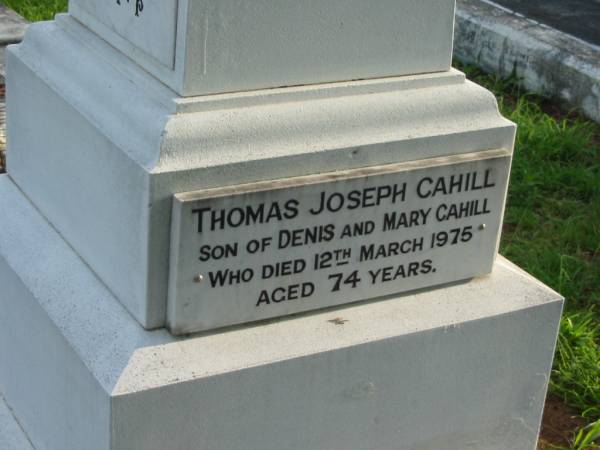 THOMAS JOSEPH CAHILL
SON OF DENIS AND MARY CAHILL
WHO DIED 12TH MARCH 1975
AGED 74 YEARS.